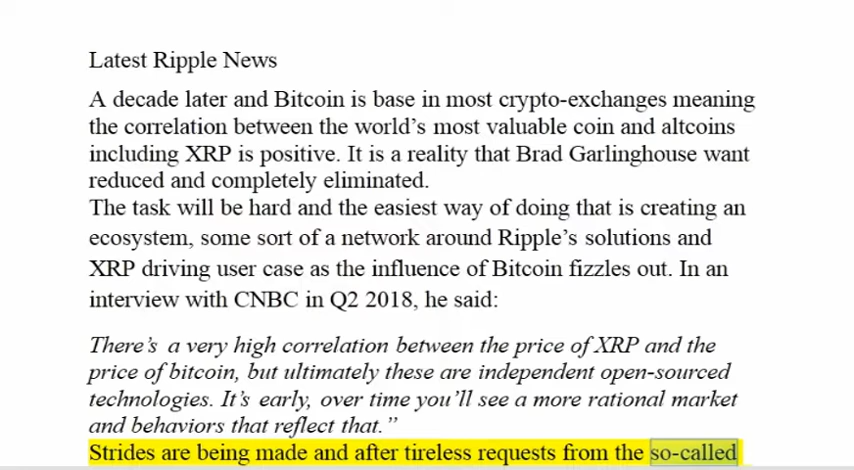 Latest Ripple News
A decade later and Bitcoin is base in most crypto-exchanges meaning
the correlation between the world's most valuable coin and altcoins
including XRP is positive. It is a reality that Brad Garlinghouse want
reduced and completely eliminated.
The task will be hard and the easiest way of doing that is creating an
ecosystem, some sort of a network around Ripple's solutions and
XRP driving user case as the influence of Bitcoin fizzles out. In an
interview with CNBC in Q2 2018, he said:
There's a very high correlation between the price of XRP and the
price of bitcoin, but ultimately these are independent open-sourced
technologies. It's early, over time you'll see a more rational market
and behaviors that reflect that.”
Strides are being made and after tireless requests from the so-called